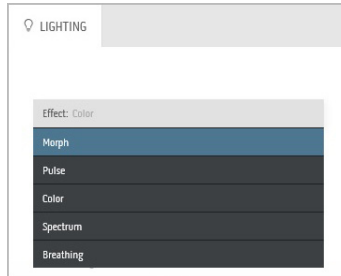 LIGHTING
Effect: Color
Morph
Pulse
Color
Spectrum
Breathing